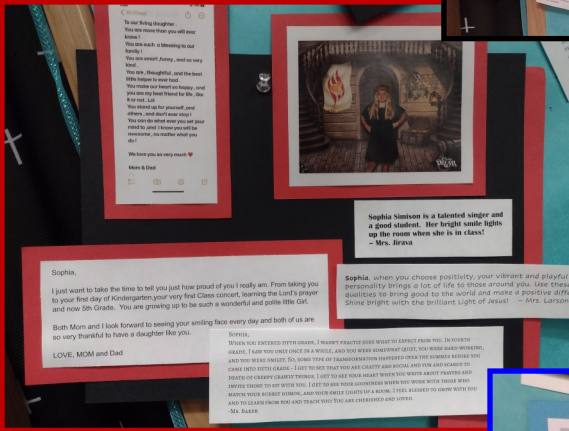 To our living daughter.
You are more than you will ever
know !
You are such a blessing to our
family !
You are smart ,funny , and so very
kind .
You are , thoughtful , and the best
little helper to ever had .
You make our heart so happy , and
you are my best friend for life , like
it or not . Lol
You stand up for yourself ,and
others , and don't ever stop !
You can do what ever you set your
mind to ,and I know you will be
awesome , no matter what you
do !
We love you so very much ❤️
Mom & Dad
Sophia Simison is a talented singer and
a good student. Her bright smile lights
up the room when she is in class!
– Mrs. Jirava
Sophia,
I just want to take the time to tell you just how proud of you I really am. From taking you
to your first day of Kindergarten,your very first Class concert, learning the Lord's prayer
and now 5th Grade. You are growing up to be such a wonderful and polite little Girl.
Both Mom and I look forward to seeing your smiling face every day and both of us are
so very thankful to have a daughter like you.
LOVE, MOM and Dad
Sophia, when you choose positivity, your vibrant and playful
personality brings a lot of life to those around you. Use these
qualities to bring good to the world and make a positive diffe
Shine bright with the brilliant Light of Jesus! – Mrs. Larson
Sophia,
When you entered fifth grade, I wasn't exactly sure what to expect from you. In fourth
grade, I saw you only once in a while, and you were somewhat quiet, you were hard-working,
and you were smiley. So, some type of transformation happened over the summer before you
came into fifth grade - I get to see that you are chatty and social and fun and scared to
death of creepy crawly things. I get to see your heart when you write about prayers and
invite those to sit with you. I get to see your goodness when you work with those who
match your biggest humor, and your smile lights up a room. I feel blessed to grow with you
and to learn from you and teach you! You are cherished and loved.
-Ms. Baker